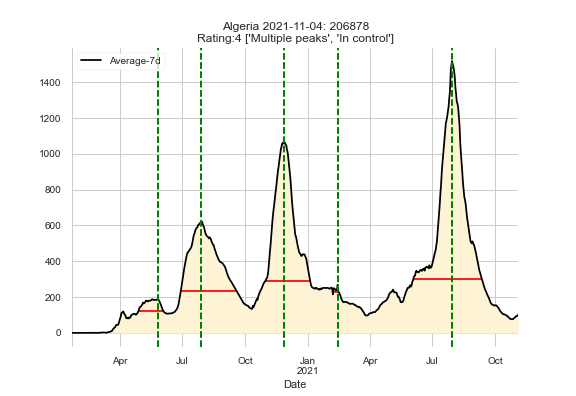 Algeria 2021-11-04: 206878
Rating:4 ['Multiple peaks', 'In control']
Average-7d
1400
1200
1000
800
600
400
200
0
Apr Jul Oct Jan Apr Jul Oct
2021
Date